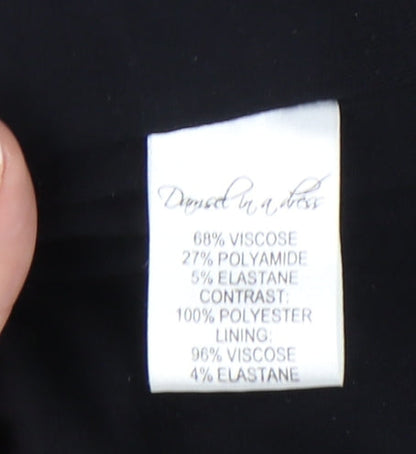 Damsel in a dress
68% VISCOSE
27% POLYAMIDE
5% ELASTANE
CONTRAST:
100% POLYESTER
LINING:
96% VISCOSE
4% ELASTANE